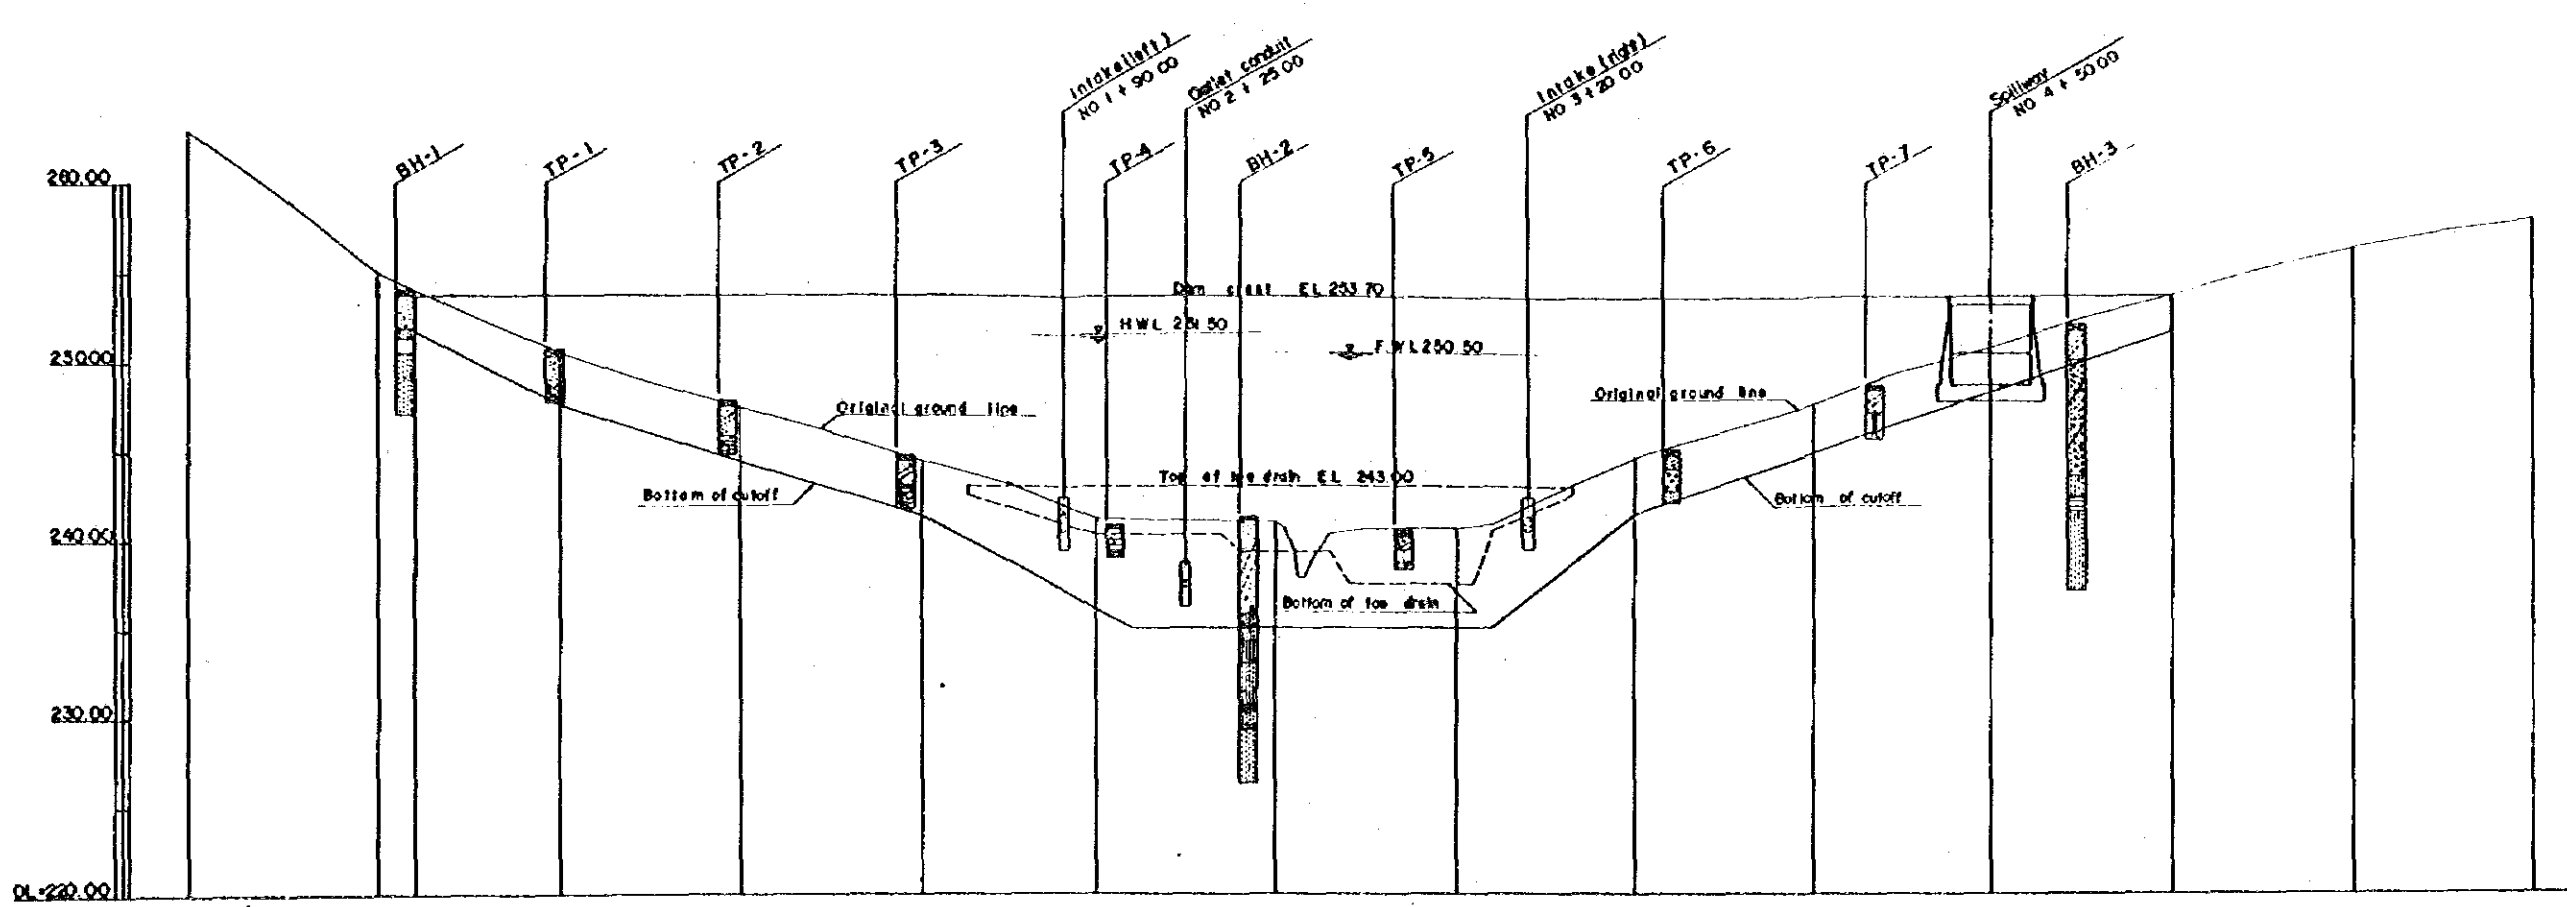 Intake (left)
NO 1 + 90.00
Outlet conduit
NO 2 + 25.00
Intake (right)
NO 3 + 20.00
Spillway
NO 4 + 50.00
BH-1
TP-1
TP-2
TP-3
TP-4
BH-2
TP-5
TP-6
TP-7
BH-3
260.00
Dam crest EL 253.70
H.W.L 251.50
F.W.L 250.50
250.00
Original ground line
Original ground line
Top of toe drain EL 243.00
Bottom of cutoff
Bottom of cutoff
240.00
Bottom of toe drain
230.00
DL=220.00